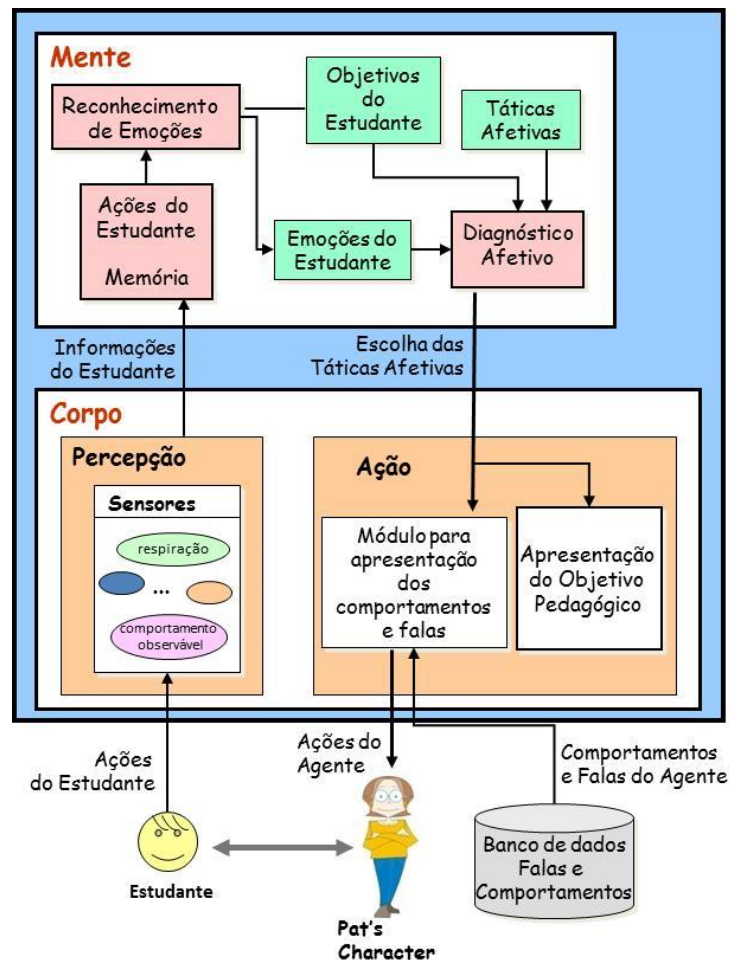 Mente
Reconhecimento
de Emoções
Objetivos
do
Estudante
Táticas
Afetivas
Ações do
Estudante
Memória
Emoções do
Estudante
Diagnóstico
Afetivo
Informações
do Estudante
Escolha das
Táticas Afetivas
Corpo
Percepção
Sensores
respiração
...
comportamento
observável
Ação
Módulo para
apresentação
dos
comportamentos
e falas
Apresentação
do Objetivo
Pedagógico
Ações
do Estudante
Ações do
Agente
Comportamentos
e Falas do Agente
Estudante
Pat's
Character
Banco de dados
Falas e
Comportamentos